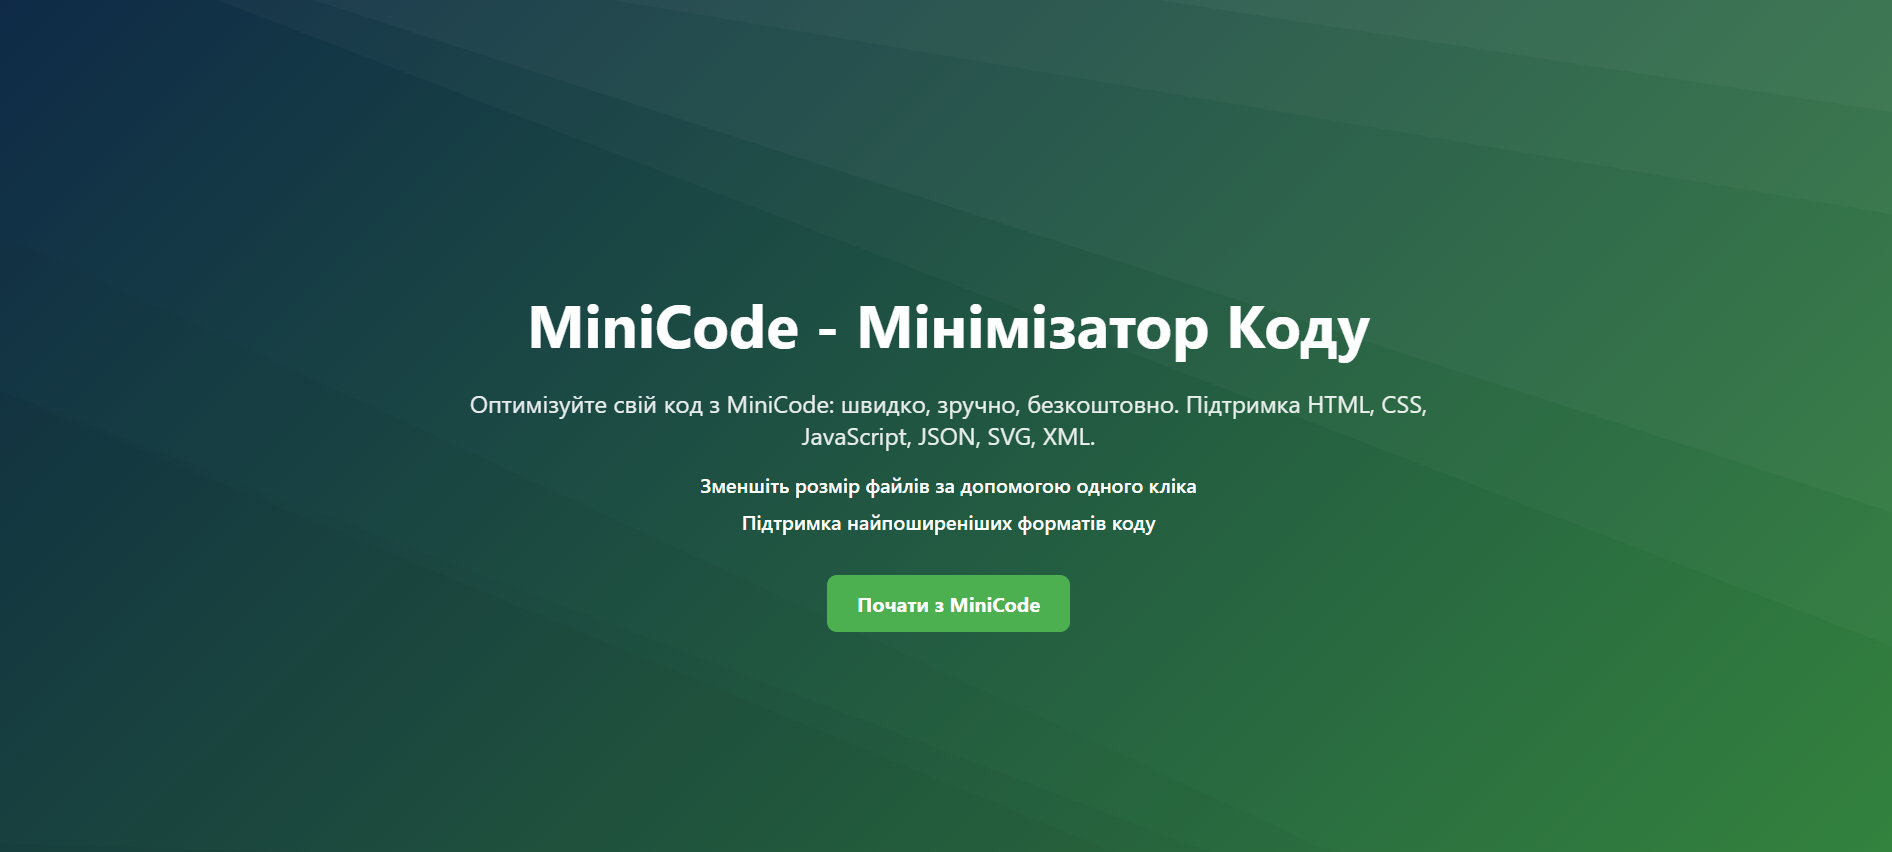 MiniCode - Мінімізатор Коду
Оптимізуйте свій код з MiniCode: швидко, зручно, безкоштовно. Підтримка HTML, CSS,
JavaScript, JSON, SVG, XML.
Зменшіть розмір файлів за допомогою одного кліка
Підтримка найпоширеніших форматів коду
Почати з MiniCode